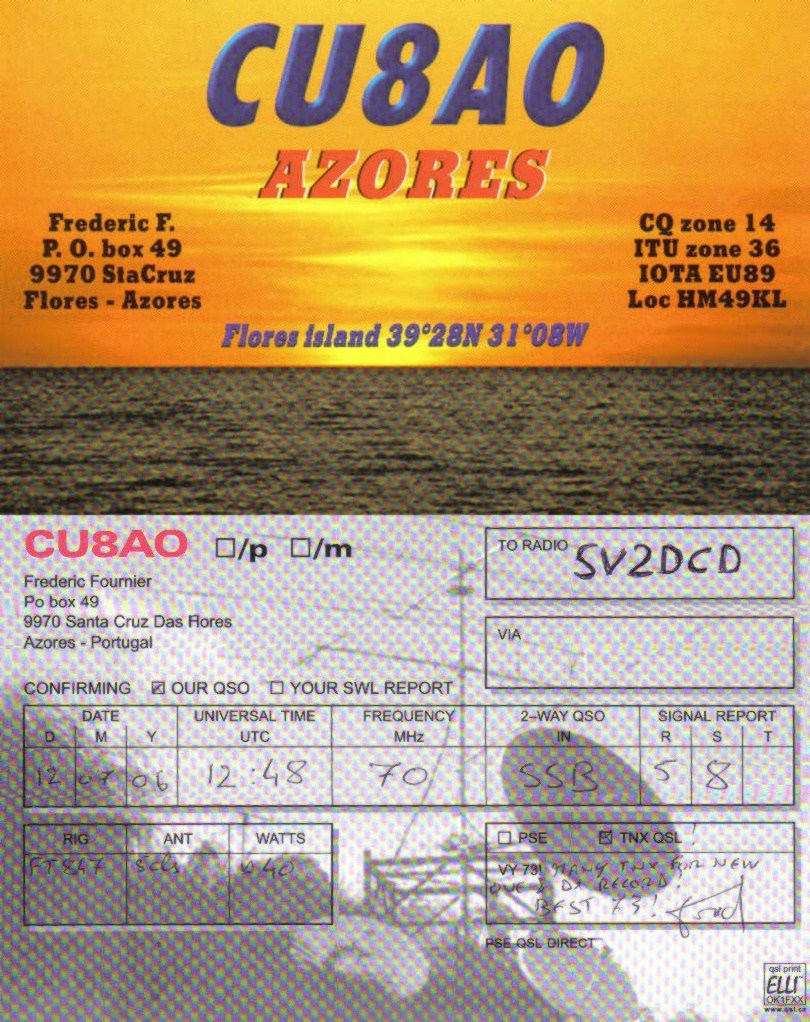 CU8AO
AZORES
Frederic F.
P. O. box 49
9970 StaCruz
Flores - Azores
CQ zone 14
ITU zone 36
IOTA EU89
Loc HM49KL
Flores island 39°28N 31°08W
CU8AO □/p □/m
Frederic Fournier
Po box 49
9970 Santa Cruz Das Flores
Azores - Portugal
TO RADIO SV2DCD
VIA
CONFIRMING ☒ OUR QSO □ YOUR SWL REPORT
DATE UNIVERSAL TIME FREQUENCY 2-WAY QSO SIGNAL REPORT
D M Y UTC MHz IN R S T
12 07 06 12:48 70 SSB 5 8
RIG ANT WATTS
FT847 5els 40
□ PSE ☒ TNX QSL !
VY 73! MANY TNX FOR NEW
ONE & DX RECORD!
BEST 73!
PSE QSL DIRECT
qsl print
ELLI
OK1FXX
www.qsl.cz